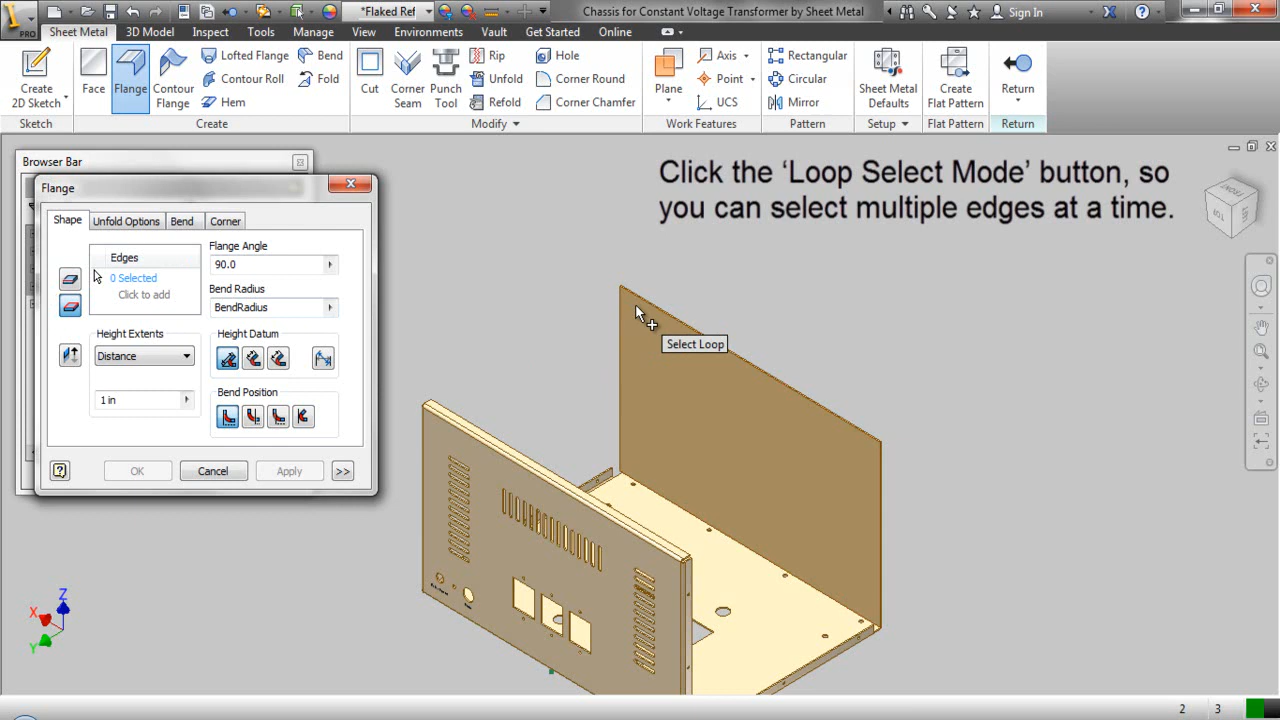 *Flaked Ref
Chassis for Constant Voltage Transformer by Sheet Metal
Sign In
PRO
Sheet Metal
3D Model
Inspect
Tools
Manage
View
Environments
Vault
Get Started
Online
Create
2D Sketch
Face
Flange
Contour
Flange
Lofted Flange
Contour Roll
Hem
Bend
Fold
Cut
Corner
Seam
Punch
Tool
Rip
Unfold
Refold
Hole
Corner Round
Corner Chamfer
Plane
Axis
Point
UCS
Rectangular
Circular
Mirror
Sheet Metal
Defaults
Create
Flat Pattern
Return
Sketch
Create
Modify
Work Features
Pattern
Setup
Flat Pattern
Return
Browser Bar
Flange
Shape
Unfold Options
Bend
Corner
Edges
0 Selected
Click to add
Flange Angle
90.0
Bend Radius
BendRadius
Height Extents
Distance
1 in
Height Datum
Bend Position
OK
Cancel
Apply
>>
Click the ‘Loop Select Mode’ button, so
you can select multiple edges at a time.
FRONT
Select Loop
Z
X
Y
2
3